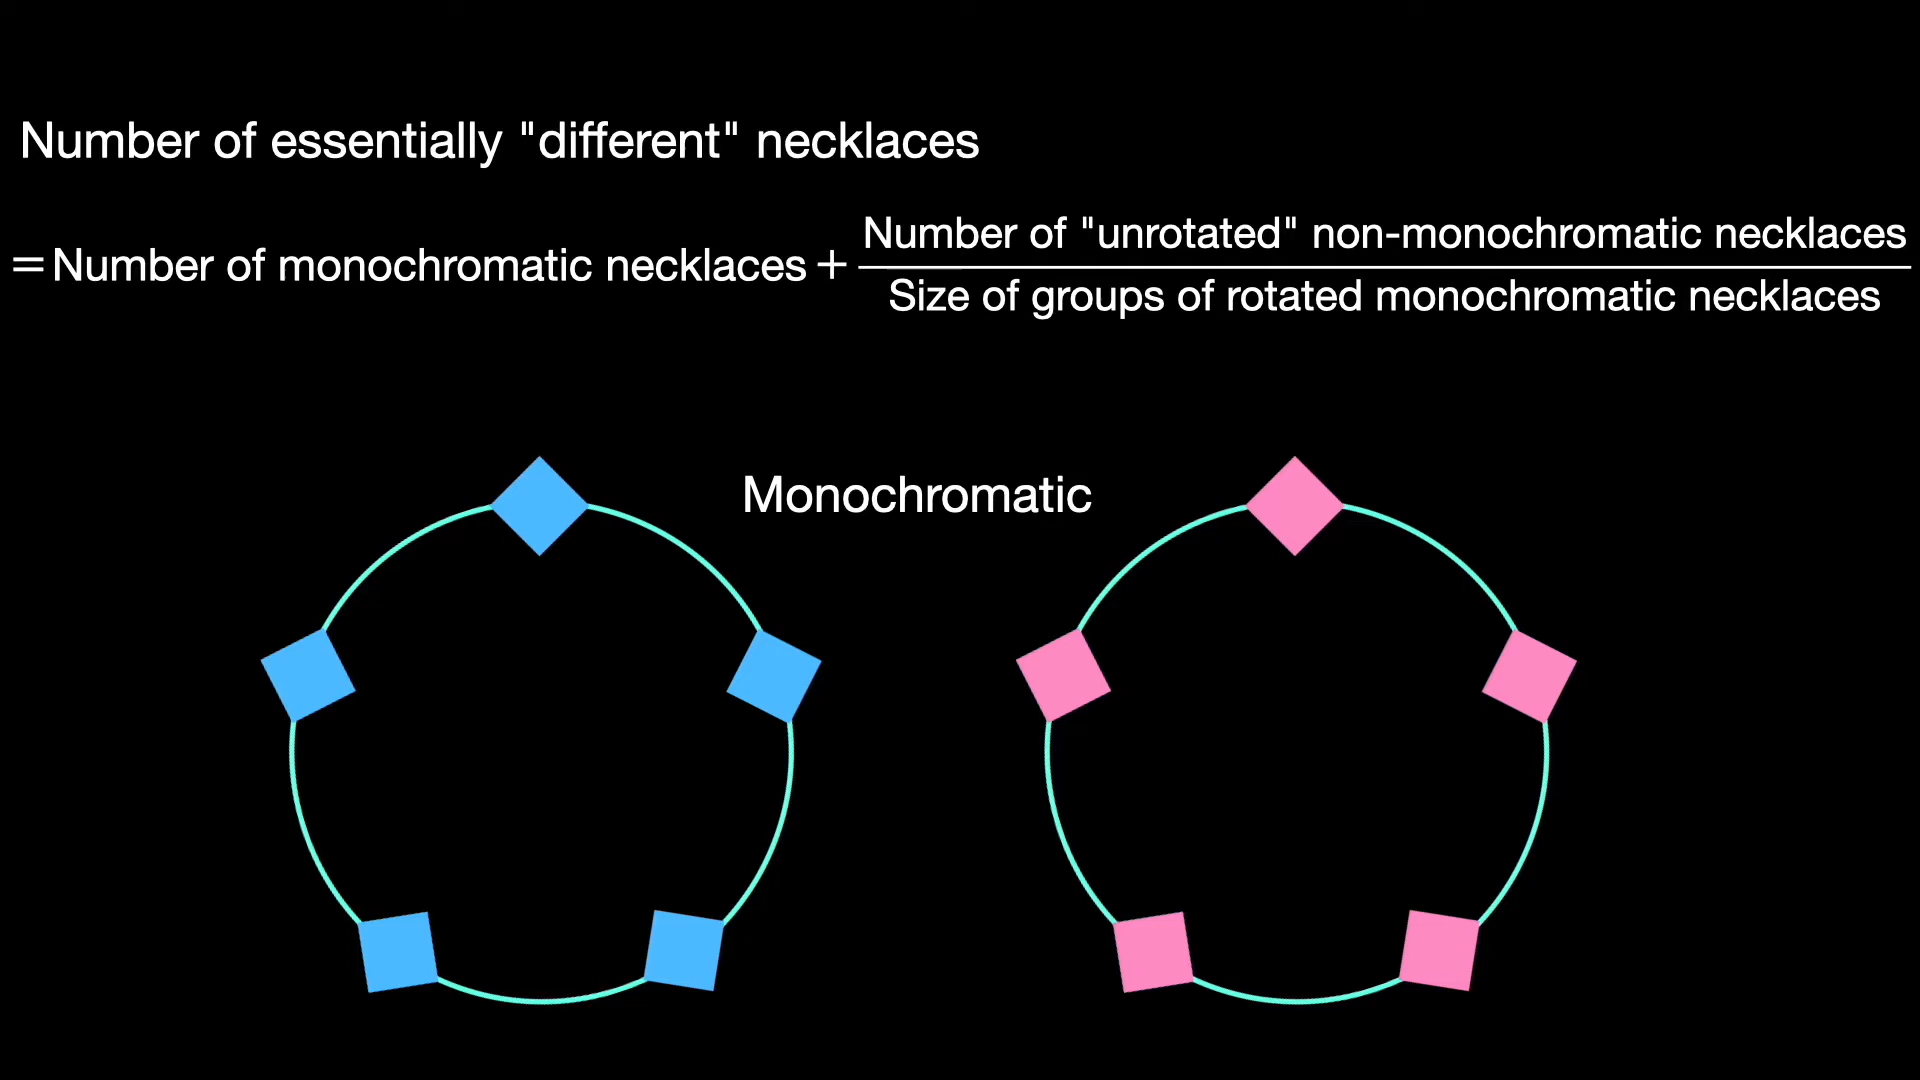 Number of essentially "different" necklaces
= Number of monochromatic necklaces + Number of "unrotated" non-monochromatic necklaces
Size of groups of rotated monochromatic necklaces
Monochromatic